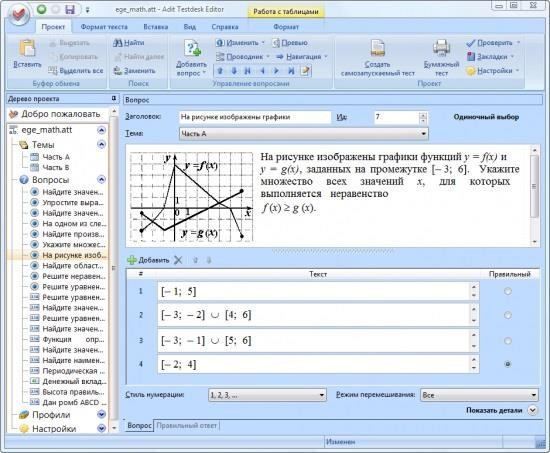 ege_math.att - Adit Testdesk Editor
Работа с таблицами
Проект
Формат текста
Вставка
Вид
Справка
Формат
Вставить
Вырезать
Копировать
Выделить все
Буфер обмена
Найти
Найти далее
Заменить
Поиск
Добавить вопрос
Изменить
Превью
Проводник
Навигация
Управление вопросами
Создать самозапускаемый тест
Бумажный тест
Проверить
Закладки
Настройки
Проект
Дерево проекта
Добро пожаловать
ege_math.att
Темы
Часть A
Часть B
Вопросы
Найдите значен...
Упростите выра...
Найдите значен...
На одном из сле...
Найдите произв...
Укажите множес...
На рисунке изоб...
Найдите област...
Решите неравен...
Решите уравнен...
Найдите значен...
Решите уравнен...
Найдите значен...
Функция опр...
Найдите значен...
Найдите наимен...
Периодическая ...
Денежный вклад...
Высота правиль...
Дан ромб ABCD ...
Профили
Настройки
Вопрос
Заголовок:
На рисунке изображены графики
Ид:
7
Одиночный выбор
Тема:
Часть A
y
y = f(x)
1
0 1
x
y = g(x)
На рисунке изображены графики функций y = f(x) и
y = g(x), заданных на промежутке [− 3; 6]. Укажите
множество всех значений x, для которых
выполняется неравенство
f (x) ≥ g (x).
Добавить
#
Текст
Правильный
1
[− 1; 5]
2
[− 3; − 2] ∪ [4; 6]
3
[− 3; − 1] ∪ [5; 6]
4
[− 2; 4]
Стиль нумерации:
1, 2, 3, ...
Режим перемешивания:
Все
Показать детали
Вопрос
Правильный ответ
Изменен